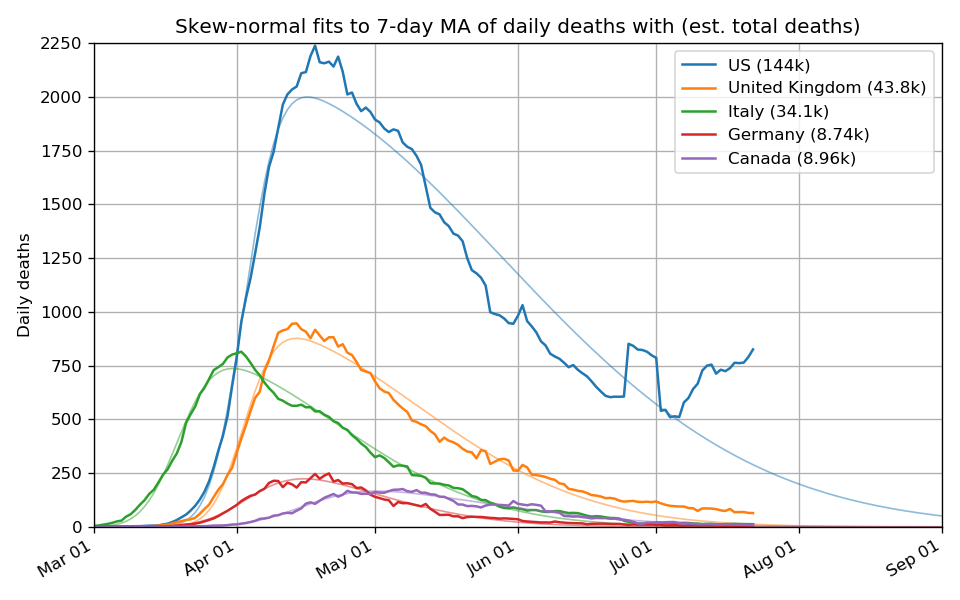 Skew-normal fits to 7-day MA of daily deaths with (est. total deaths)
2250
2000
1750
1500
1250
1000
750
500
250
0
Daily deaths
US (144k)
United Kingdom (43.8k)
Italy (34.1k)
Germany (8.74k)
Canada (8.96k)
Mar 01
Apr 01
May 01
Jun 01
Jul 01
Aug 01
Sep 01